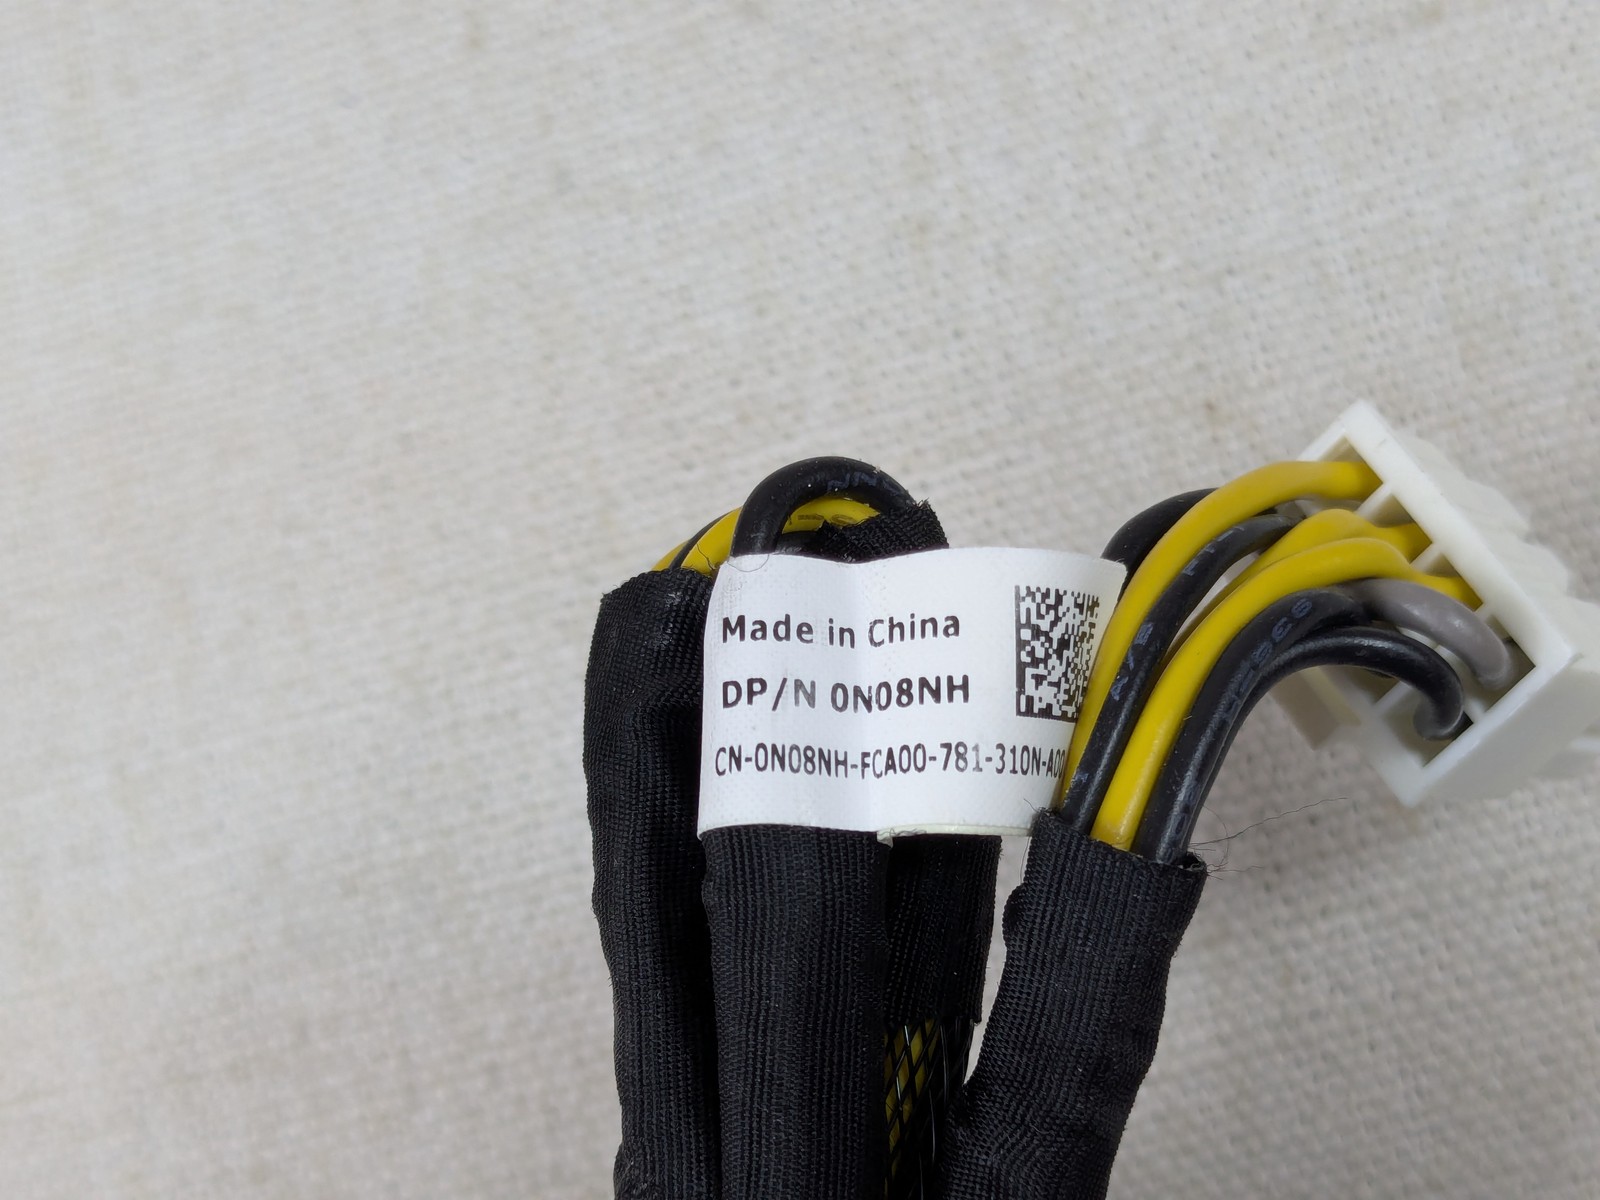 Made in China
DP/N 0N08NH
CN-0N08NH-FCA00-781-310N-A00